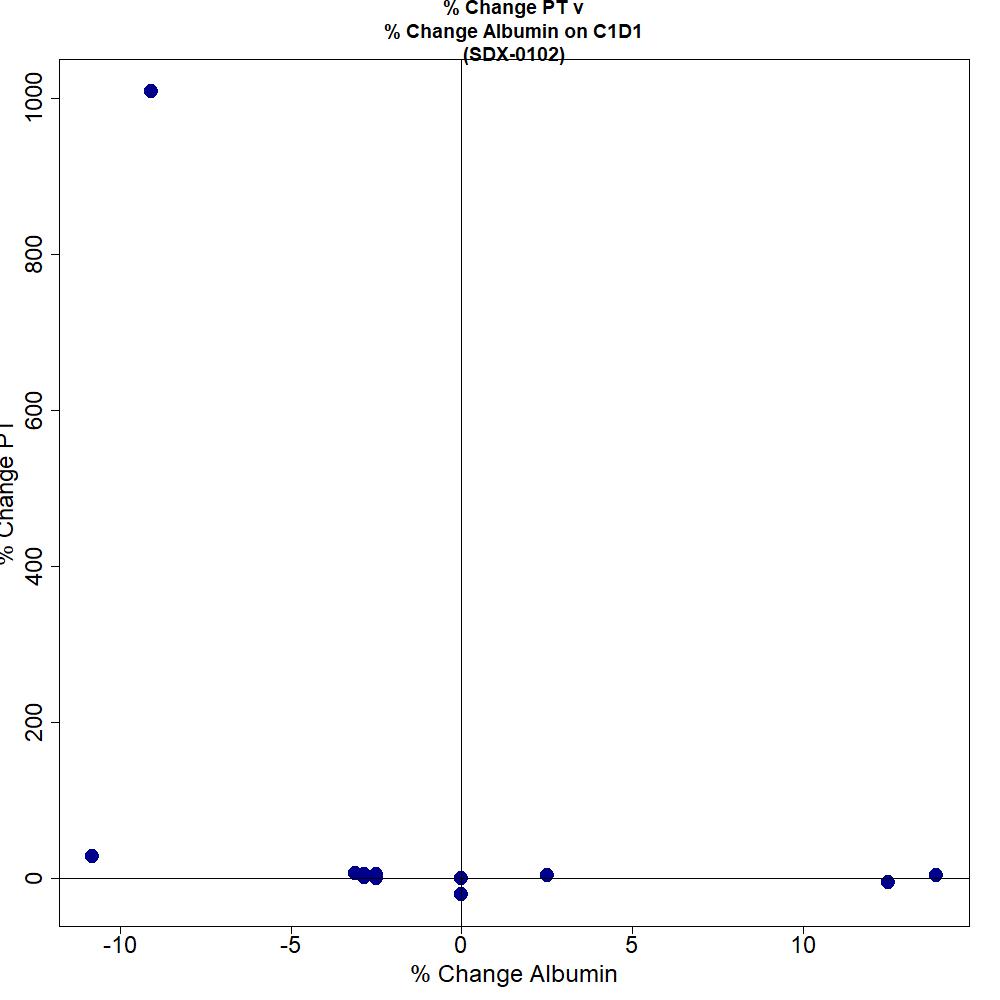 % Change PT v
% Change Albumin on C1D1
(SDX-0102)
1000
800
600
400
200
0
% Change PT
-10
-5
0
5
10
% Change Albumin